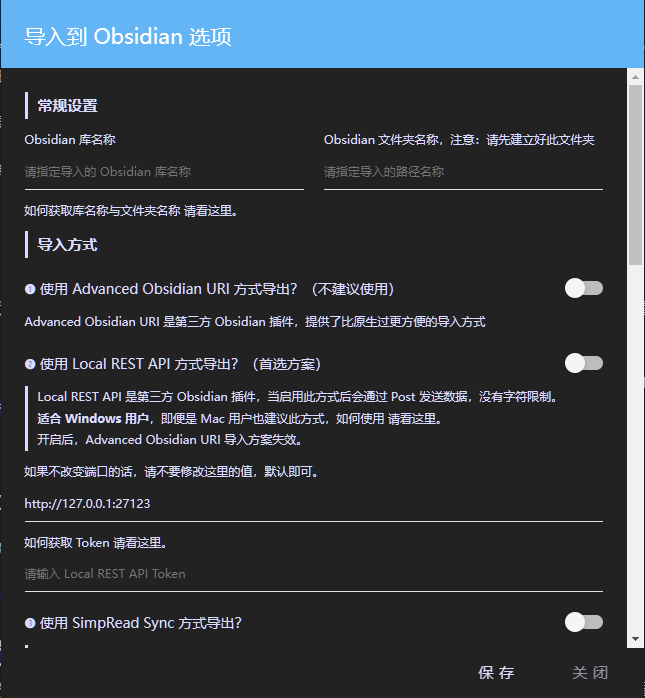 导入到 Obsidian 选项
常规设置
Obsidian 库名称
Obsidian 文件夹名称，注意：请先建立好此文件夹
请指定导入的 Obsidian 库名称
请指定导入的路径名称
如何获取库名称与文件夹名称 请看这里。
导入方式
❶ 使用 Advanced Obsidian URI 方式导出？（不建议使用）
Advanced Obsidian URI 是第三方 Obsidian 插件，提供了比原生过更方便的导入方式
❷ 使用 Local REST API 方式导出？（首选方案）
Local REST API 是第三方 Obsidian 插件，当启用此方式后会通过 Post 发送数据，没有字符限制。
适合 Windows 用户，即便是 Mac 用户也建议此方式，如何使用 请看这里。
开启后，Advanced Obsidian URI 导入方案失效。
如果不改变端口的话，请不要修改这里的值，默认即可。
http://127.0.0.1:27123
如何获取 Token 请看这里。
请输入 Local REST API Token
❸ 使用 SimpRead Sync 方式导出？
保 存
关 闭